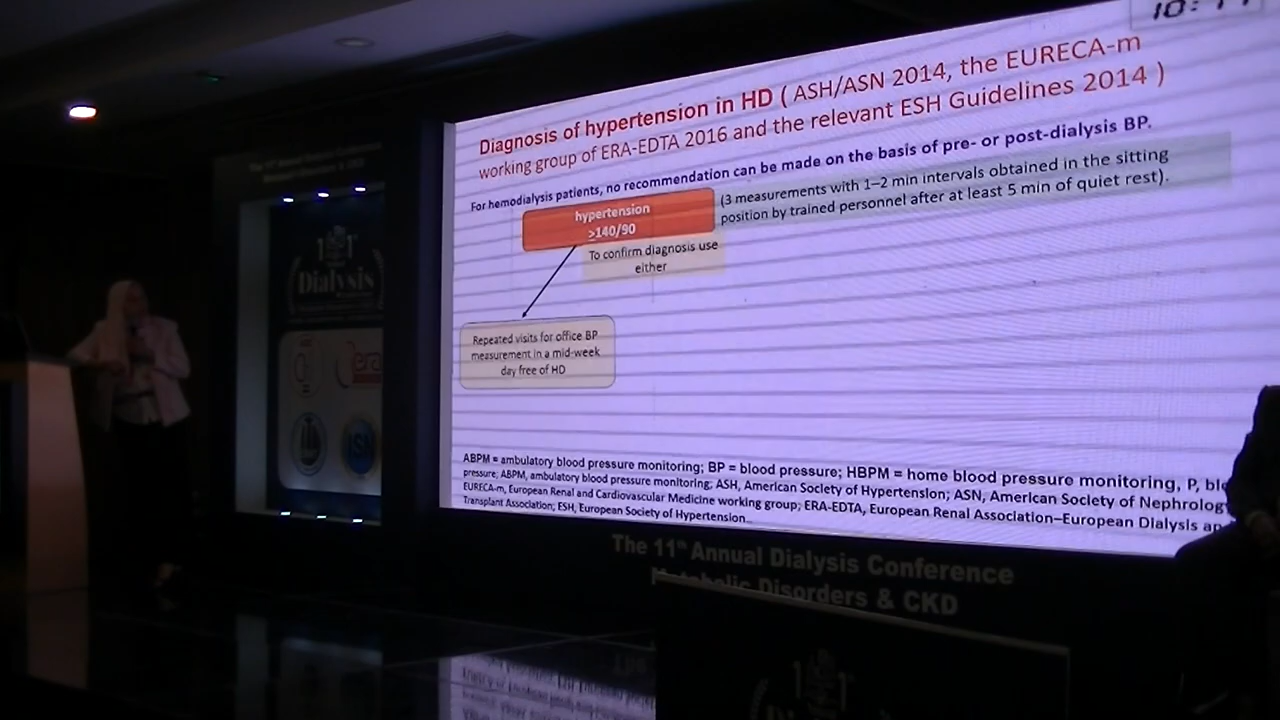 Diagnosis of hypertension in HD ( ASH/ASN 2014, the EURECA-m
working group of ERA-EDTA 2016 and the relevant ESH Guidelines 2014 )
For hemodialysis patients, no recommendation can be made on the basis of pre- or post-dialysis BP.
hypertension
>140/90
(3 measurements with 1–2 min intervals obtained in the sitting
position by trained personnel after at least 5 min of quiet rest).
To confirm diagnosis use
either
Repeated visits for office BP
measurement in a mid-week
day free of HD
ABPM = ambulatory blood pressure monitoring; BP = blood pressure; HBPM = home blood pressure monitoring, P,
pressure; ABPM, ambulatory blood pressure monitoring; ASH, American Society of Hypertension; ASN, American Society of Nephrolog
EURECA-m, European Renal and Cardiovascular Medicine working group; ERA-EDTA, European Renal Association–European Dialysis an
Transplant Association; ESH, European Society of Hypertension
The 11th Annual Dialysis Conference
Metabolic Disorders & CKD
Dialysis
era
ISN